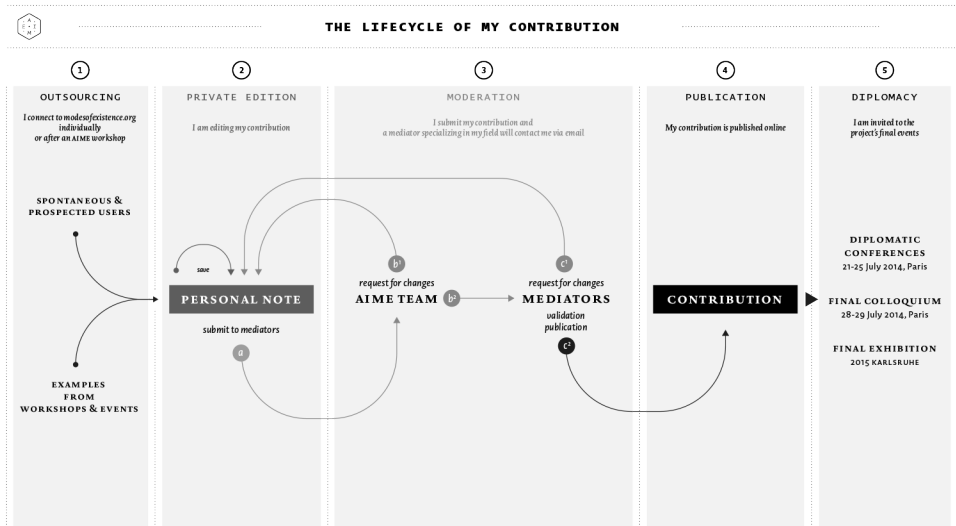 A
E • I
M
THE LIFECYCLE OF MY CONTRIBUTION
1
2
3
4
5
OUTSOURCING
I connect to modesofexistence.org
individually
or after an AIME workshop
SPONTANEOUS &
PROSPECTED USERS
EXAMPLES
FROM
WORKSHOPS & EVENTS
PRIVATE EDITION
I am editing my contribution
save
PERSONAL NOTE
submit to mediators
a
MODERATION
I submit my contribution and
a mediator specializing in my field will contact me via email
b1
request for changes
AIME TEAM
b2
c1
request for changes
MEDIATORS
validation
publication
c2
PUBLICATION
My contribution is published online
CONTRIBUTION
DIPLOMACY
I am invited to the
project's final events
DIPLOMATIC
CONFERENCES
21-25 July 2014, Paris
FINAL COLLOQUIUM
28-29 July 2014, Paris
FINAL EXHIBITION
2015 KARLSRUHE